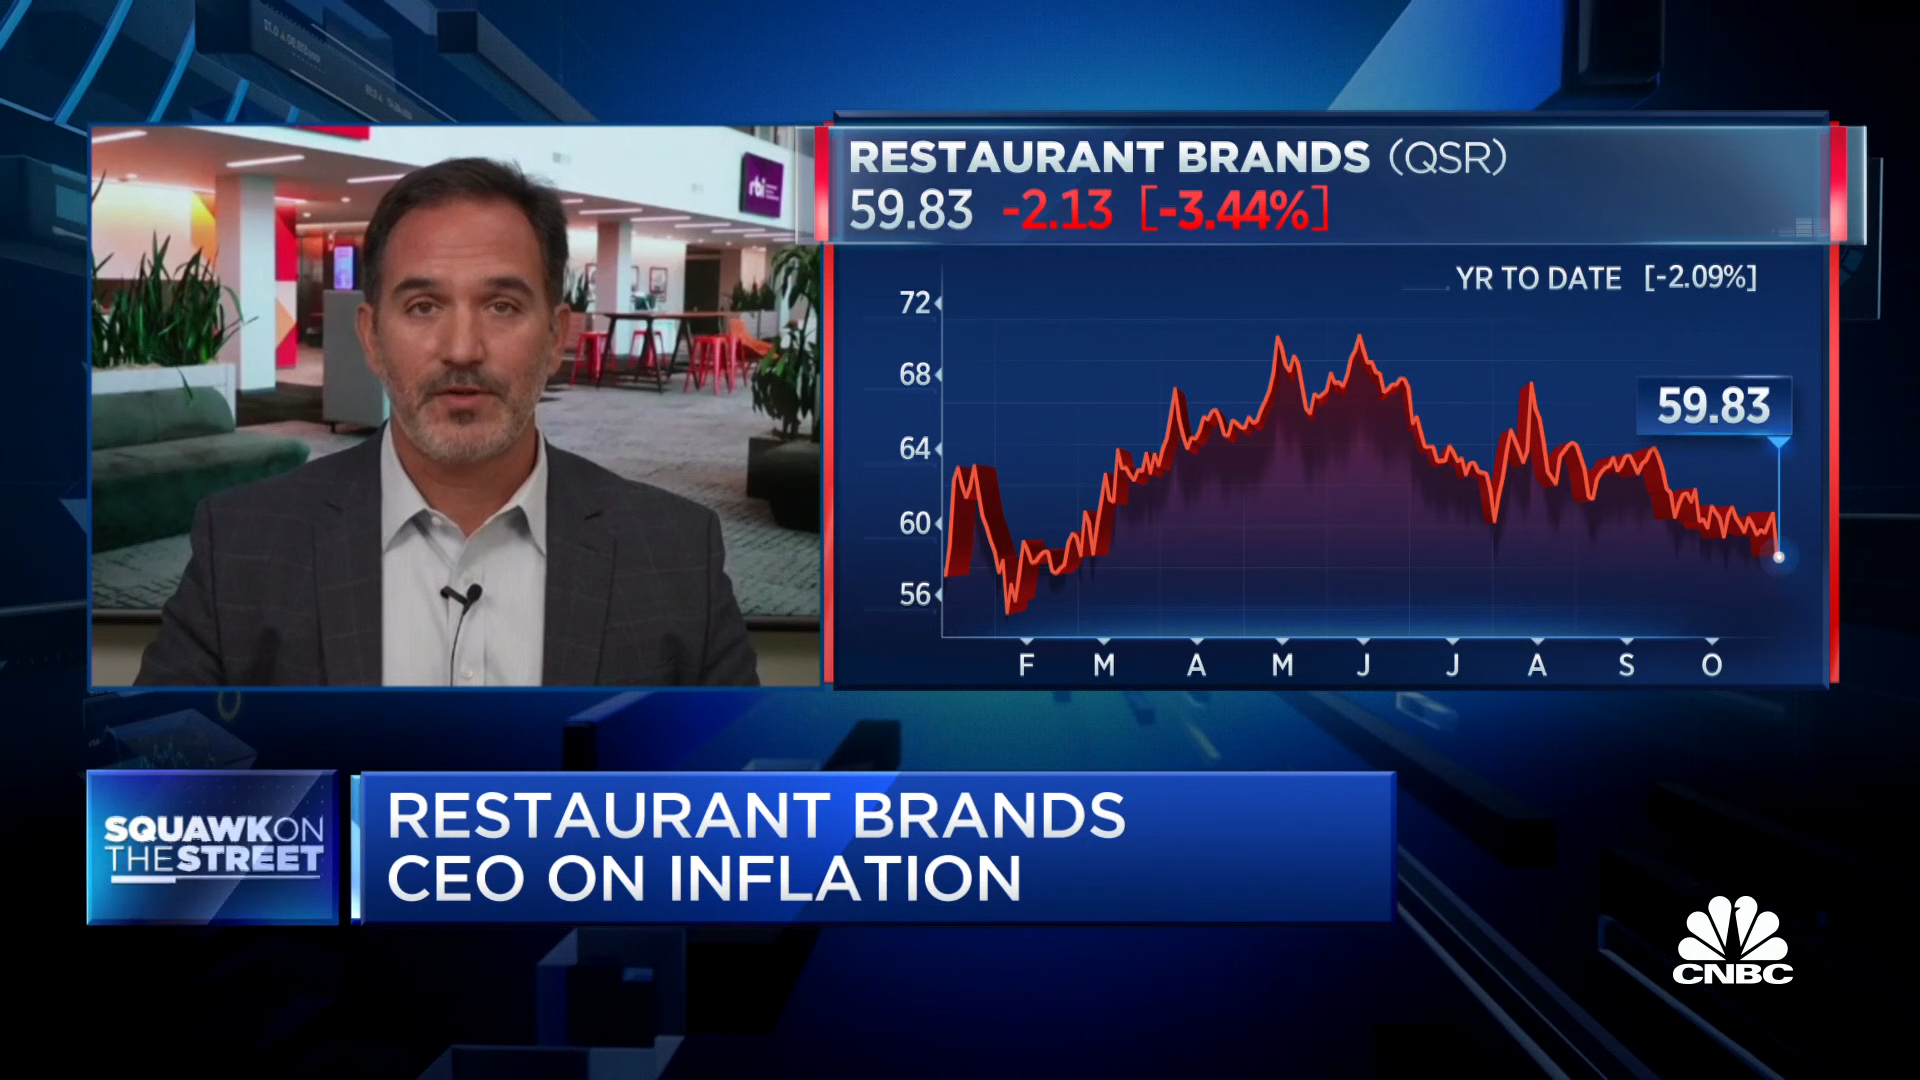 rbi
RESTAURANT BRANDS (QSR)
59.83 -2.13 [-3.44%]
YR TO DATE [-2.09%]
72
68
64
60
56
59.83
F M A M J J A S O
SQUAWK ON
THE STREET
RESTAURANT BRANDS
CEO ON INFLATION
CNBC